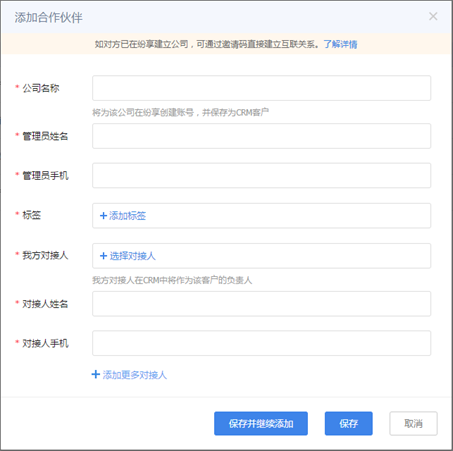 添加合作伙伴
如对方已在纷享建立公司，可通过邀请码直接建立互联关系。了解详情
* 公司名称
将为该公司在纷享创建账号，并保存为CRM客户
* 管理员姓名
* 管理员手机
* 标签
+添加标签
* 我方对接人
+选择对接人
我方对接人在CRM中将作为该客户的负责人
* 对接人姓名
* 对接人手机
+添加更多对接人
保存并继续添加 保存 取消